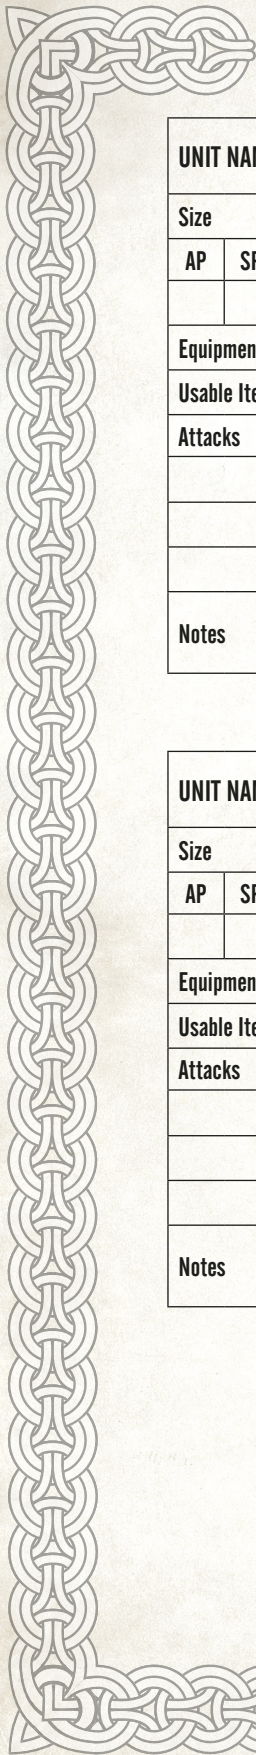 UNIT NA
Size
AP S
Equipmen
Usable Ite
Attacks
Notes
UNIT NA
Size
AP S
Equipmen
Usable Ite
Attacks
Notes